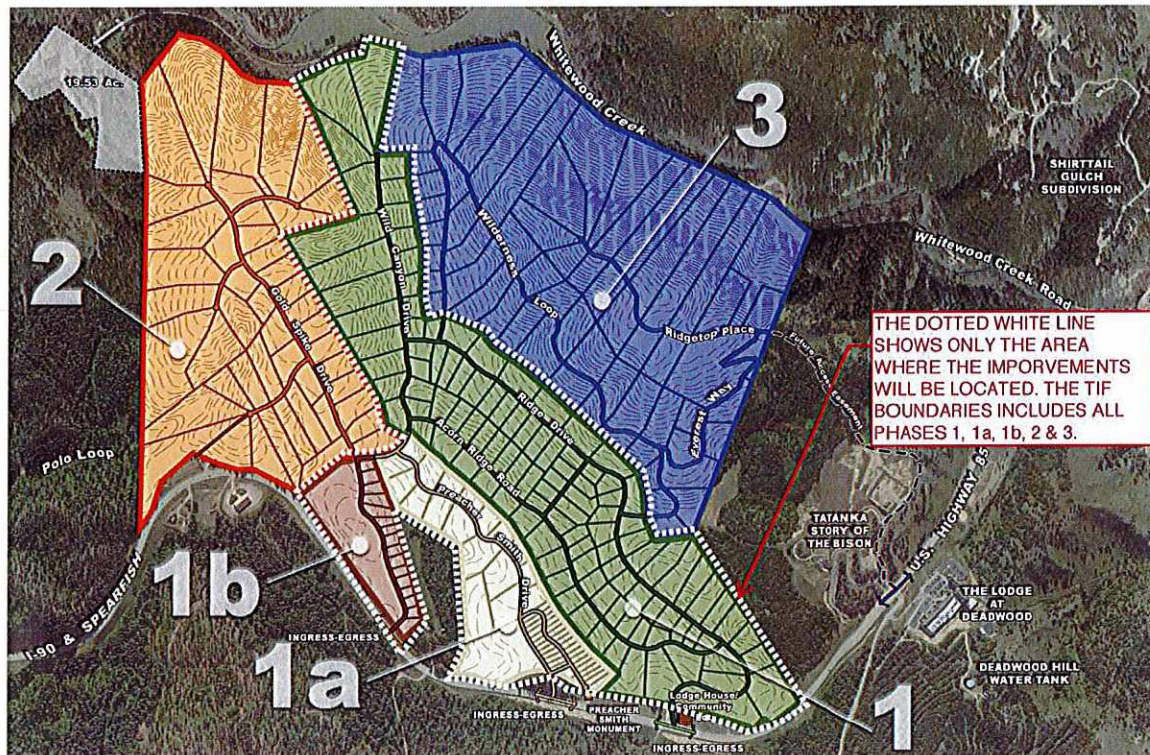 13.53 Ac.
Whitewood Creek
3
SHIRTTAIL
GULCH
SUBDIVISION
Whitewood Creek Road
Wild Canyon Drive
Wilderness Loop
2
Gold Spike Drive
Ridgetop Place
Future Access Easement
THE DOTTED WHITE LINE
SHOWS ONLY THE AREA
WHERE THE IMPORVEMENTS
WILL BE LOCATED. THE TIF
BOUNDARIES INCLUDES ALL
PHASES 1, 1a, 1b, 2 & 3.
Everest Way
Ridge Drive
Acorn Ridge Road
Polo Loop
Preacher Smith Drive
U.S. HIGHWAY 85
TATANKA
STORY OF
THE BISON
1b
THE LODGE
AT
DEADWOOD
I-90 & SPEARFISH
INGRESS-EGRESS
1a
DEADWOOD HILL
WATER TANK
Lodge House/
Community
1
INGRESS-EGRESS
PREACHER
SMITH
MONUMENT
INGRESS-EGRESS